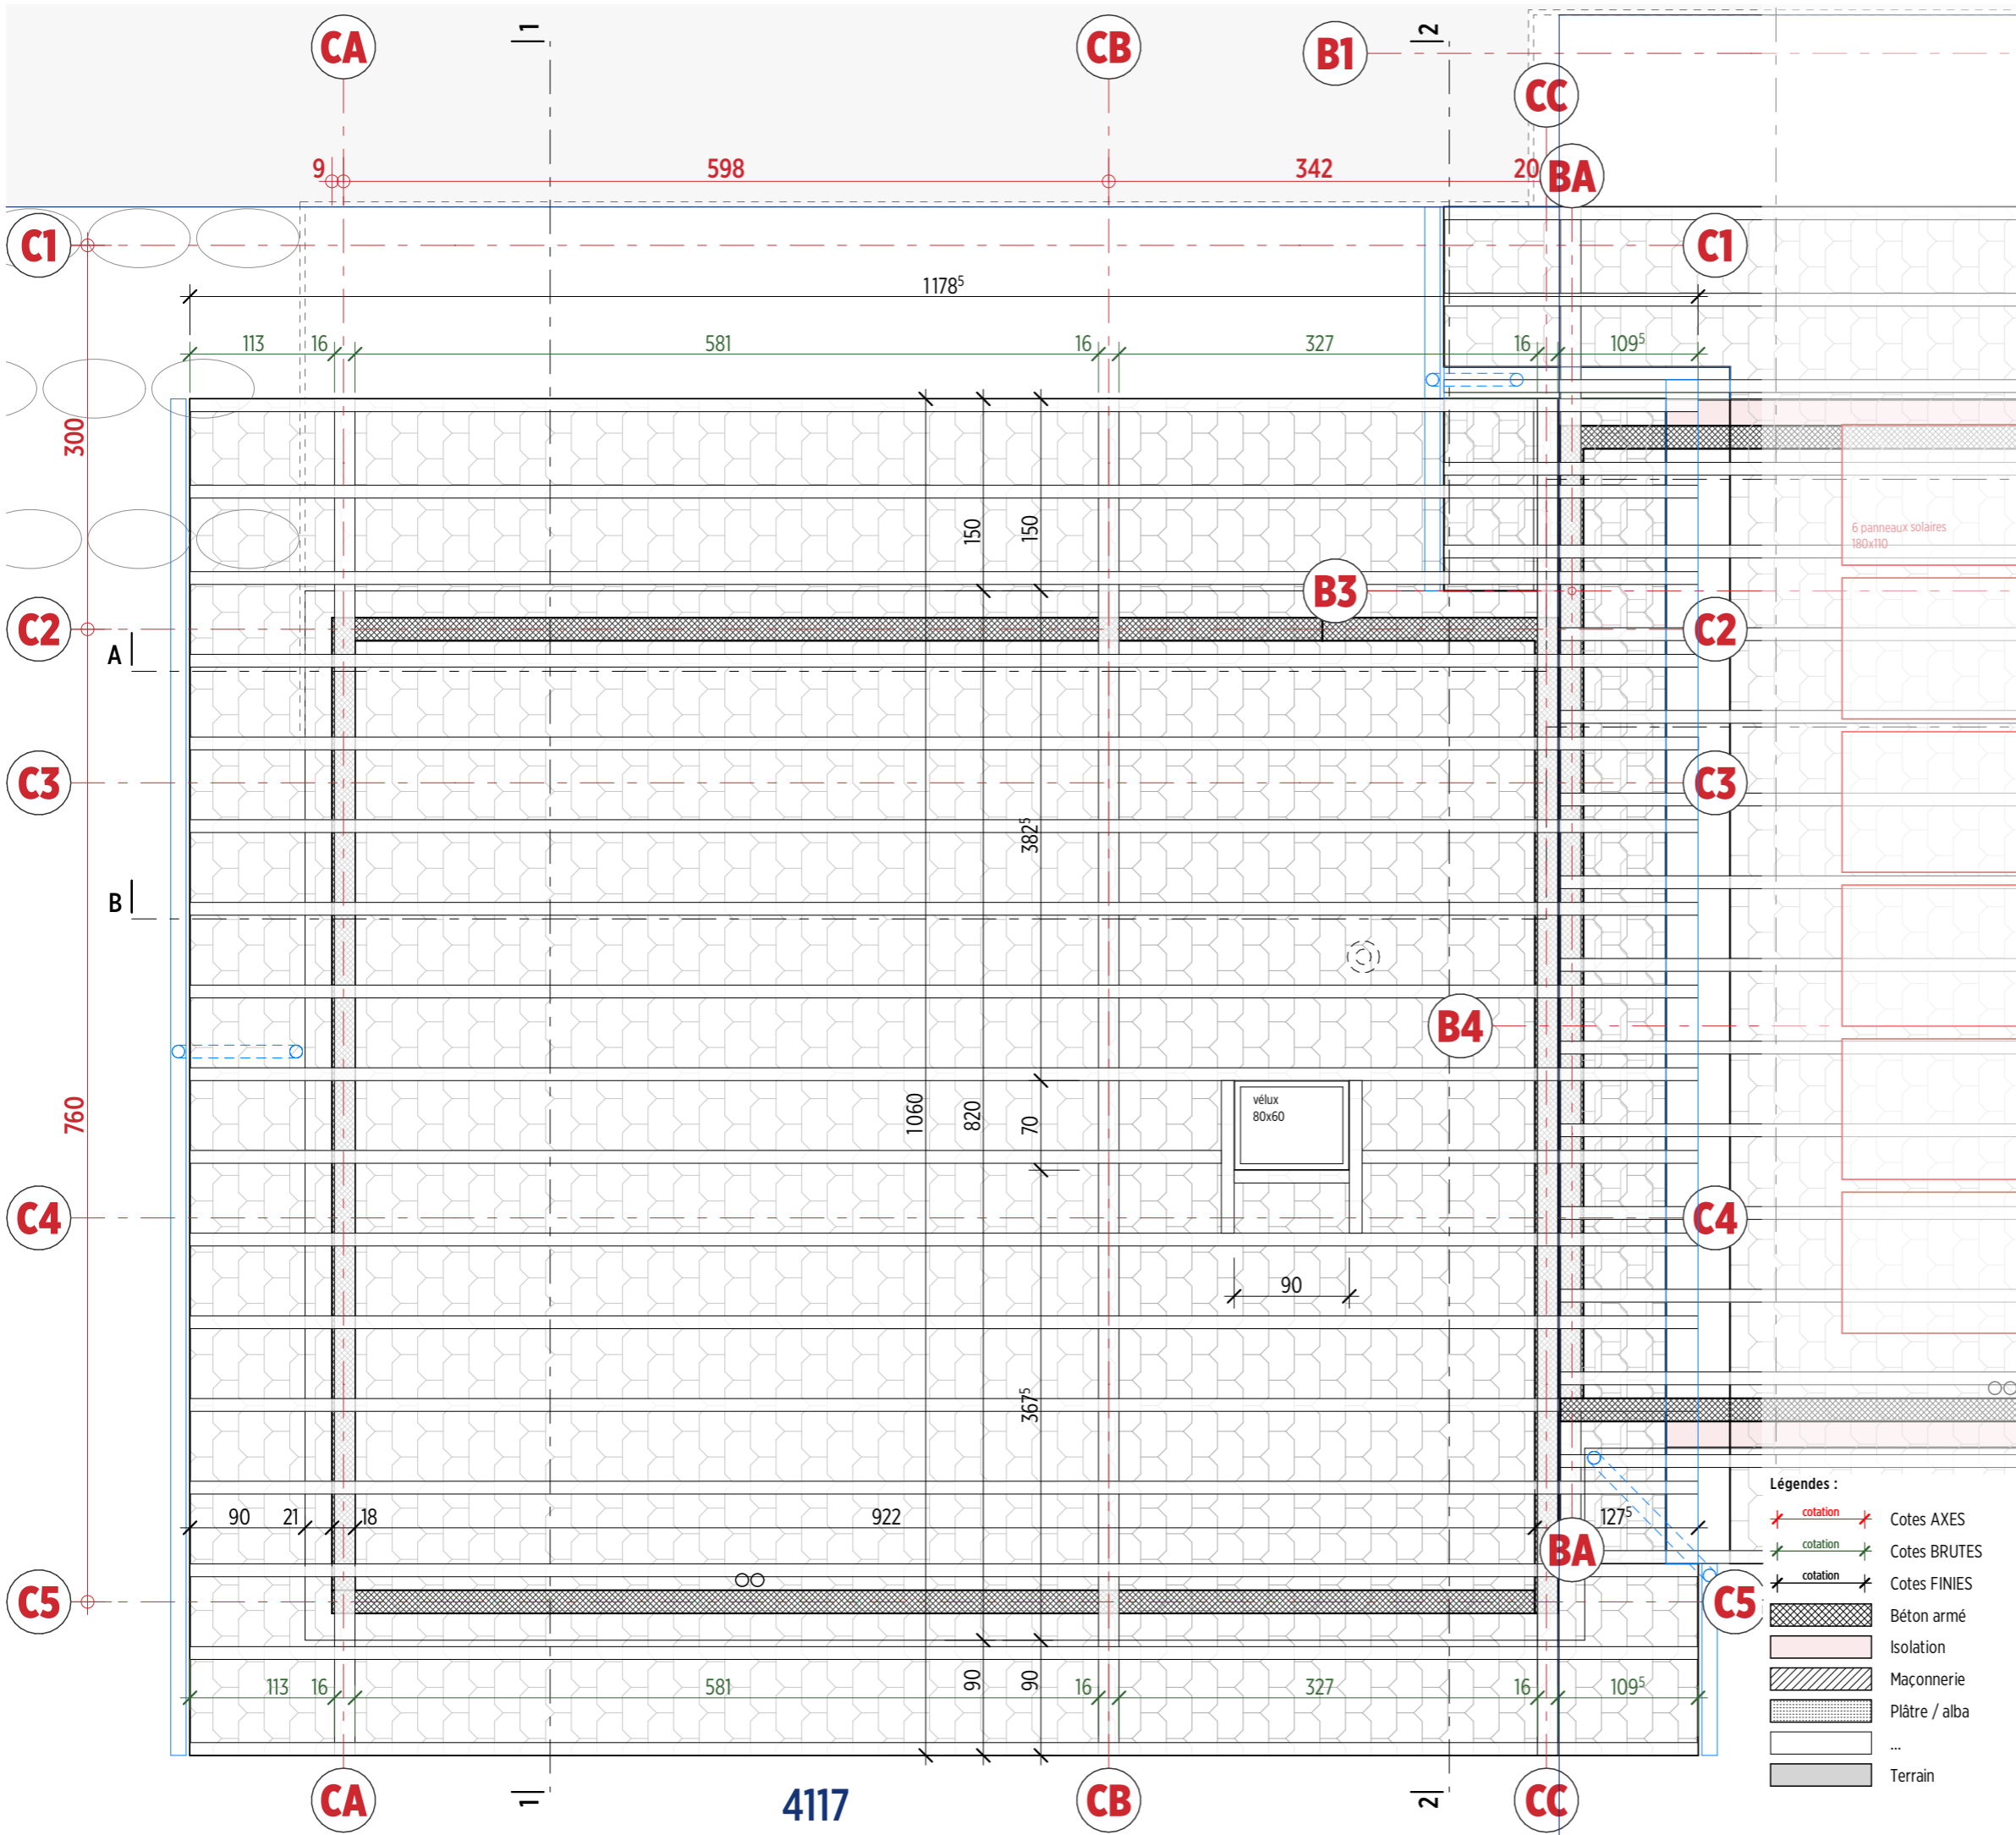 1
2
CA
CB
B1
CC
BA
9
598
342
20
C1
C1
1178⁵
113
16
581
16
327
16
109⁵
300
150
150
6 panneaux solaires
180x110
B3
C2
C2
A
C3
C3
382⁵
B
B4
760
1060
820
70
vélux
80x60
C4
C4
90
367⁵
90
21
18
922
127⁵
BA
C5
C5
90
90
113
16
581
16
327
16
109⁵
CA
1
4117
CB
2
CC
Légendes :
cotation
Cotes AXES
cotation
Cotes BRUTES
cotation
Cotes FINIES
Béton armé
Isolation
Maçonnerie
Plâtre / alba
...
Terrain